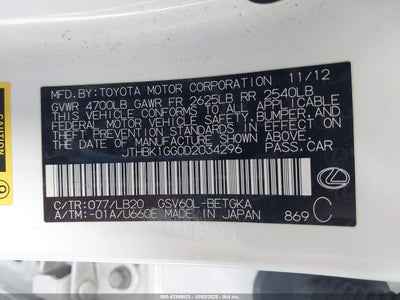 MFD.BY:TOYOTA MOTOR CORPORATION 11/12
GVWR 4700LB GAWR FR 2625LB RR 2540LB
THIS VEHICLE CONFORMS TO ALL APPLICABLE
FEDERAL MOTOR VEHICLE SAFETY, BUMPER, AND
THEFT PREVENTION STANDARDS IN EFFECT ON
THE DATE OF MANUFACTURE SHOWN ABOVE.
JTHBK1GG0D2034296 PASS.CAR
C/TR:077/LB20 GSV60L-BETGKA
A/TM:-01A/U660E MADE IN JAPAN 869 C
CAUTION